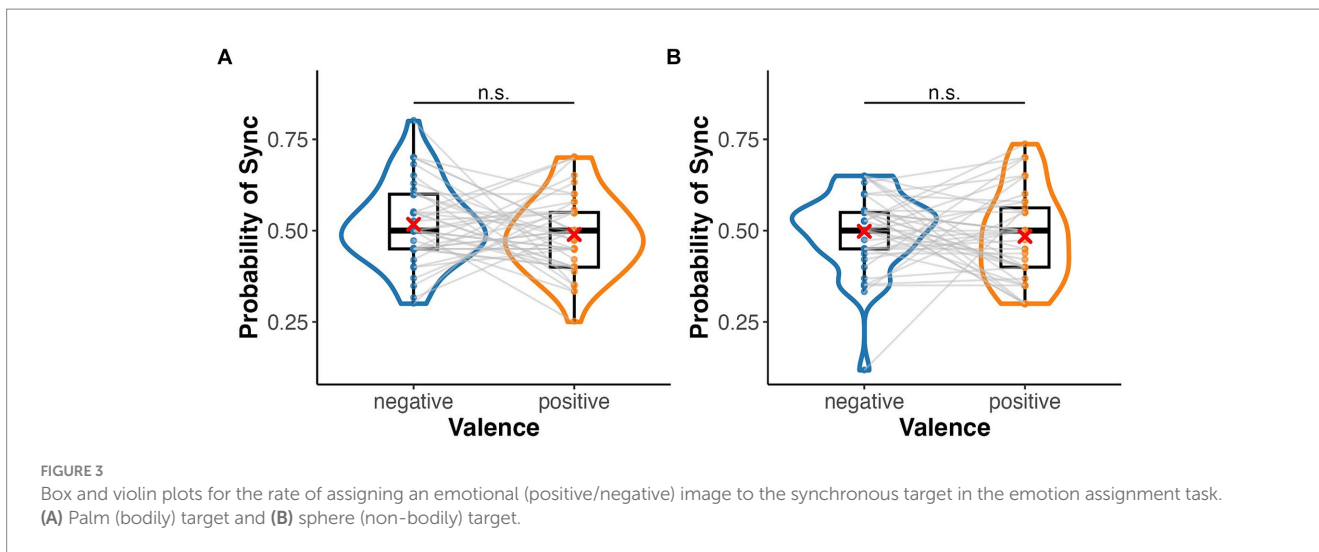 A
n.s.
Probability of Sync
0.75
0.50
0.25
negative
positive
Valence
B
n.s.
Probability of Sync
0.75
0.50
0.25
negative
positive
Valence
FIGURE 3
Box and violin plots for the rate of assigning an emotional (positive/negative) image to the synchronous target in the emotion assignment task.
(A) Palm (bodily) target and (B) sphere (non-bodily) target.